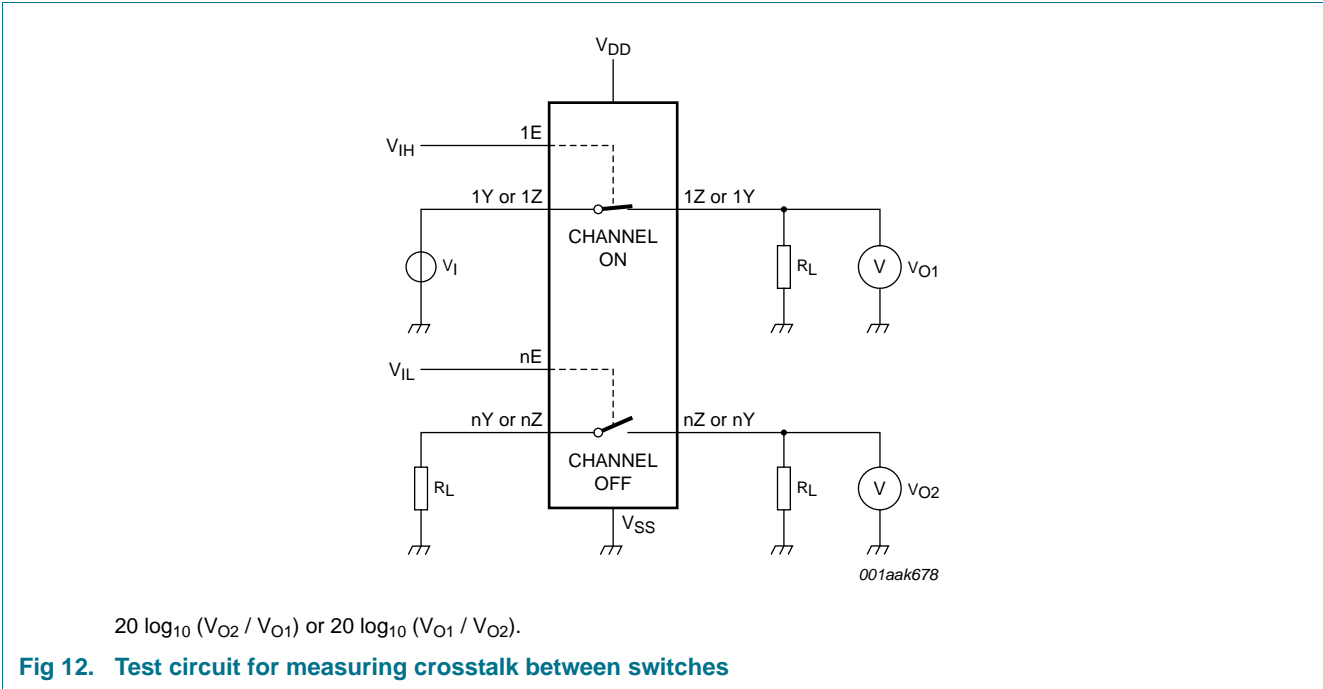 VDD
1E
VIH
1Y or 1Z
1Z or 1Y
CHANNEL
ON
VI
RL
V
VO1
nE
VIL
nY or nZ
nZ or nY
CHANNEL
OFF
RL
RL
V
VO2
VSS
001aak678
20 log10 (VO2 / VO1) or 20 log10 (VO1 / VO2).
Fig 12. Test circuit for measuring crosstalk between switches